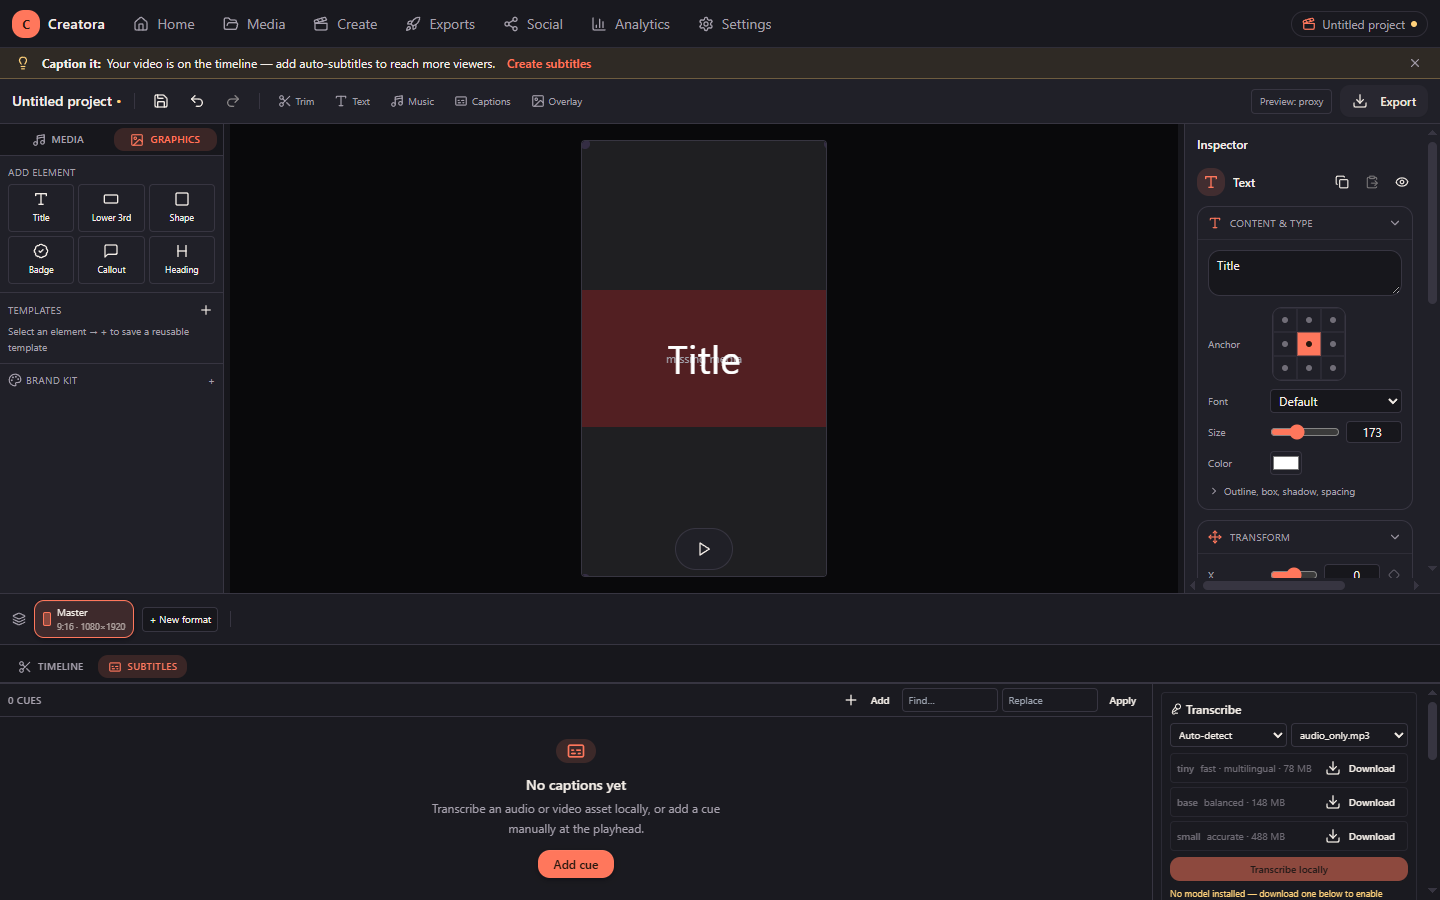 C Creatora Home Media Create Exports Social Analytics Settings Untitled project
Caption it: Your video is on the timeline — add auto-subtitles to reach more viewers. Create subtitles
Untitled project Trim Text Music Captions Overlay Preview: proxy Export
MEDIA GRAPHICS
ADD ELEMENT
Title Lower 3rd Shape
Badge Callout Heading
TEMPLATES +
Select an element → + to save a reusable
template
BRAND KIT +
Title
Inspector
Text
CONTENT & TYPE
Title
Anchor
Font Default
Size 173
Color
Outline, box, shadow, spacing
TRANSFORM
X 0
Master
9:16 · 1080×1920
+ New format
TIMELINE SUBTITLES
0 CUES + Add Find... Replace Apply
No captions yet
Transcribe an audio or video asset locally, or add a cue
manually at the playhead.
Add cue
Transcribe
Auto-detect audio_only.mp3
tiny fast · multilingual · 78 MB Download
base balanced · 148 MB Download
small accurate · 488 MB Download
Transcribe locally
No model installed — download one below to enable